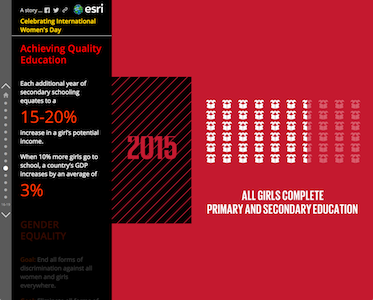 A story ...
esri
Celebrating International
Women's Day
Achieving Quality
Education
Each additional year of
secondary schooling
equates to a
15-20%
increase in a girl's potential
income.
When 10% more girls go to
school, a country's GDP
increases by an average of
3%
GENDER
EQUALITY
Goal: End all forms of
discrimination against all
women and girls
everywhere.
2015
ALL GIRLS COMPLETE
PRIMARY AND SECONDARY EDUCATION